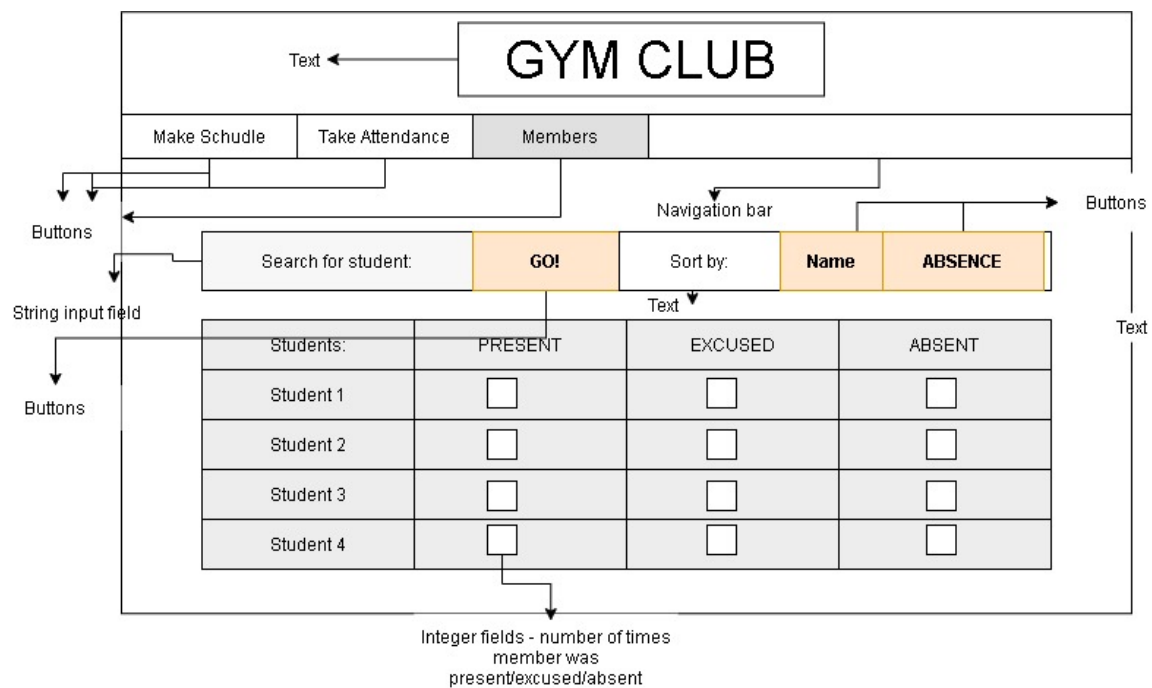 GYM CLUB
Text
Make Schudle
Take Attendance
Members
Buttons
Navigation bar
Buttons
Search for student:
GO!
Sort by:
Name
ABSENCE
String input field
Text
Text
Students:
PRESENT
EXCUSED
ABSENT
Student 1
Buttons
Student 2
Student 3
Student 4
Integer fields - number of times
member was
present/excused/absent